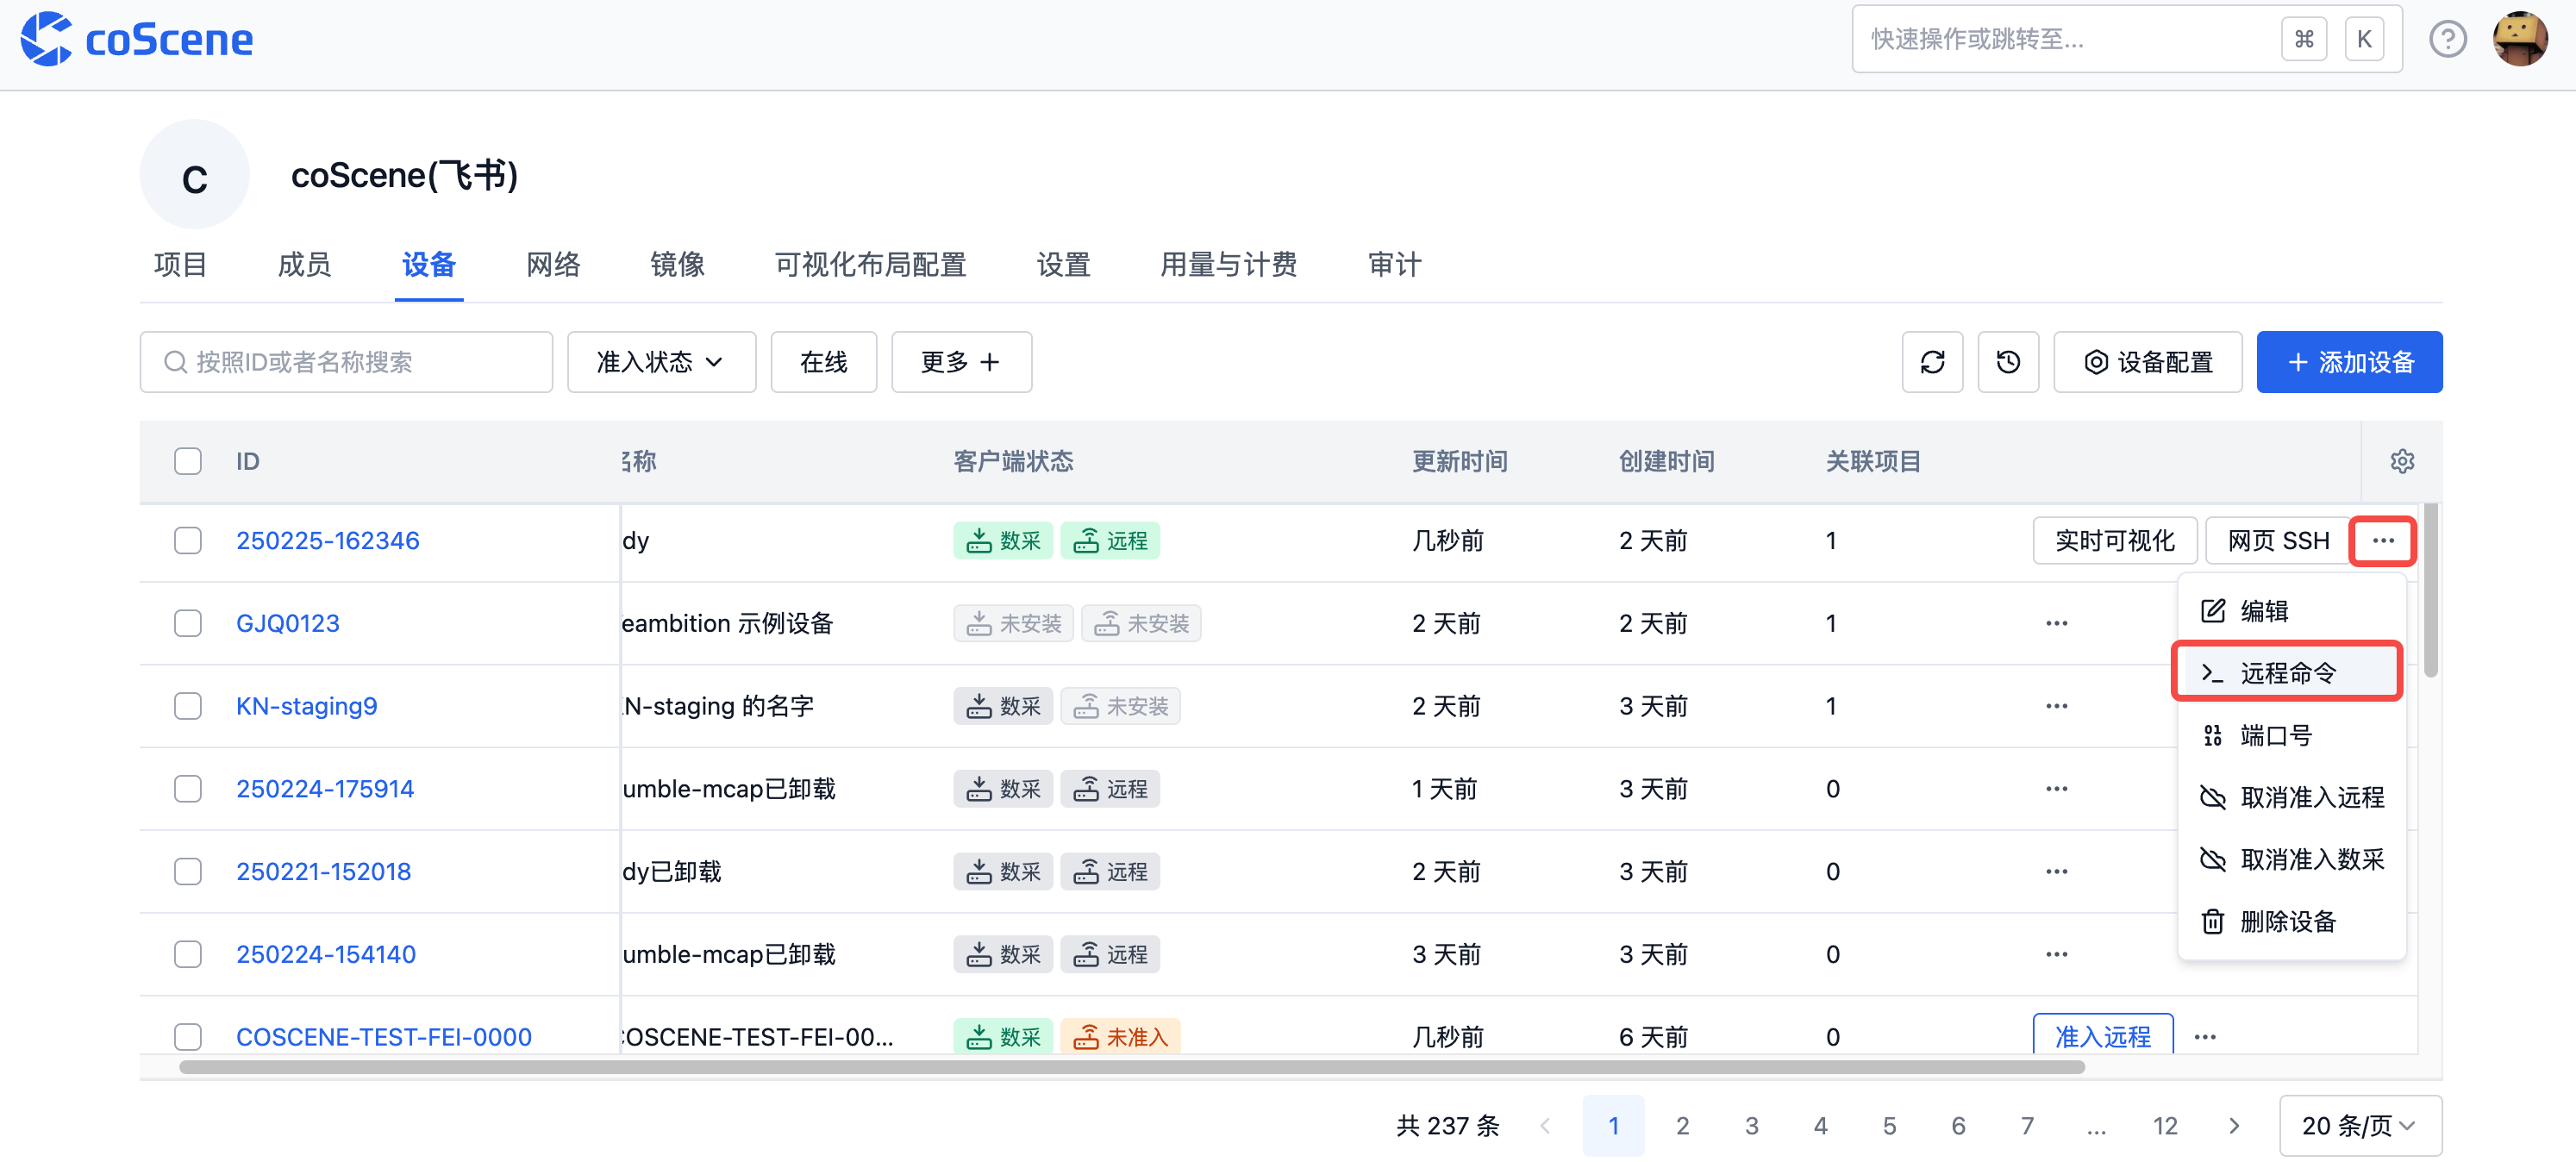 coScene
快速操作或跳转至... ⌘ K
C
coScene(飞书)
项目 成员 设备 网络 镜像 可视化布局配置 设置 用量与计费 审计
按照ID或者名称搜索 准入状态 在线 更多 设备配置 添加设备
ID 名称 客户端状态 更新时间 创建时间 关联项目
250225-162346 dy 数采 远程 几秒前 2 天前 1 实时可视化 网页 SSH ···
GJQ0123 eambition 示例设备 未安装 未安装 2 天前 2 天前 1 ···
KN-staging9 N-staging 的名字 数采 未安装 2 天前 3 天前 1 ···
250224-175914 umble-mcap已卸载 数采 远程 1 天前 3 天前 0 ···
250221-152018 dy已卸载 数采 远程 2 天前 3 天前 0 ···
250224-154140 umble-mcap已卸载 数采 远程 3 天前 3 天前 0 ···
COSCENE-TEST-FEI-0000 OSCENE-TEST-FEI-00... 数采 未准入 几秒前 6 天前 0 准入远程 ···
编辑
远程命令
端口号
取消准入远程
取消准入数采
删除设备
共 237 条 1 2 3 4 5 6 7 ... 12 20 条/页